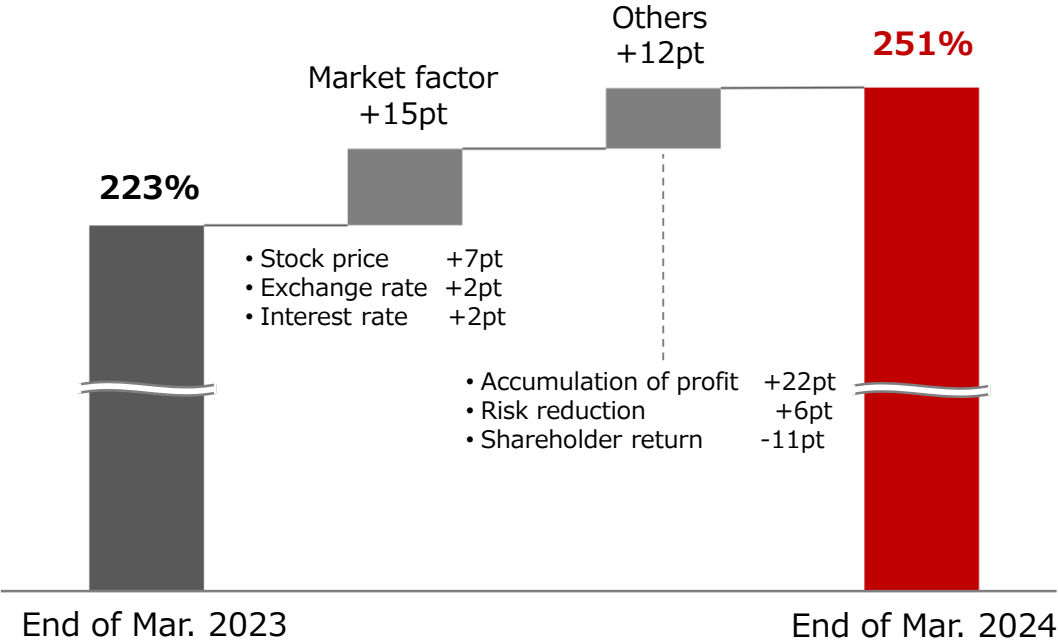 Others
+12pt
251%
Market factor
+15pt
223%
• Stock price +7pt
• Exchange rate +2pt
• Interest rate +2pt
• Accumulation of profit +22pt
• Risk reduction +6pt
• Shareholder return -11pt
End of Mar. 2023
End of Mar. 2024